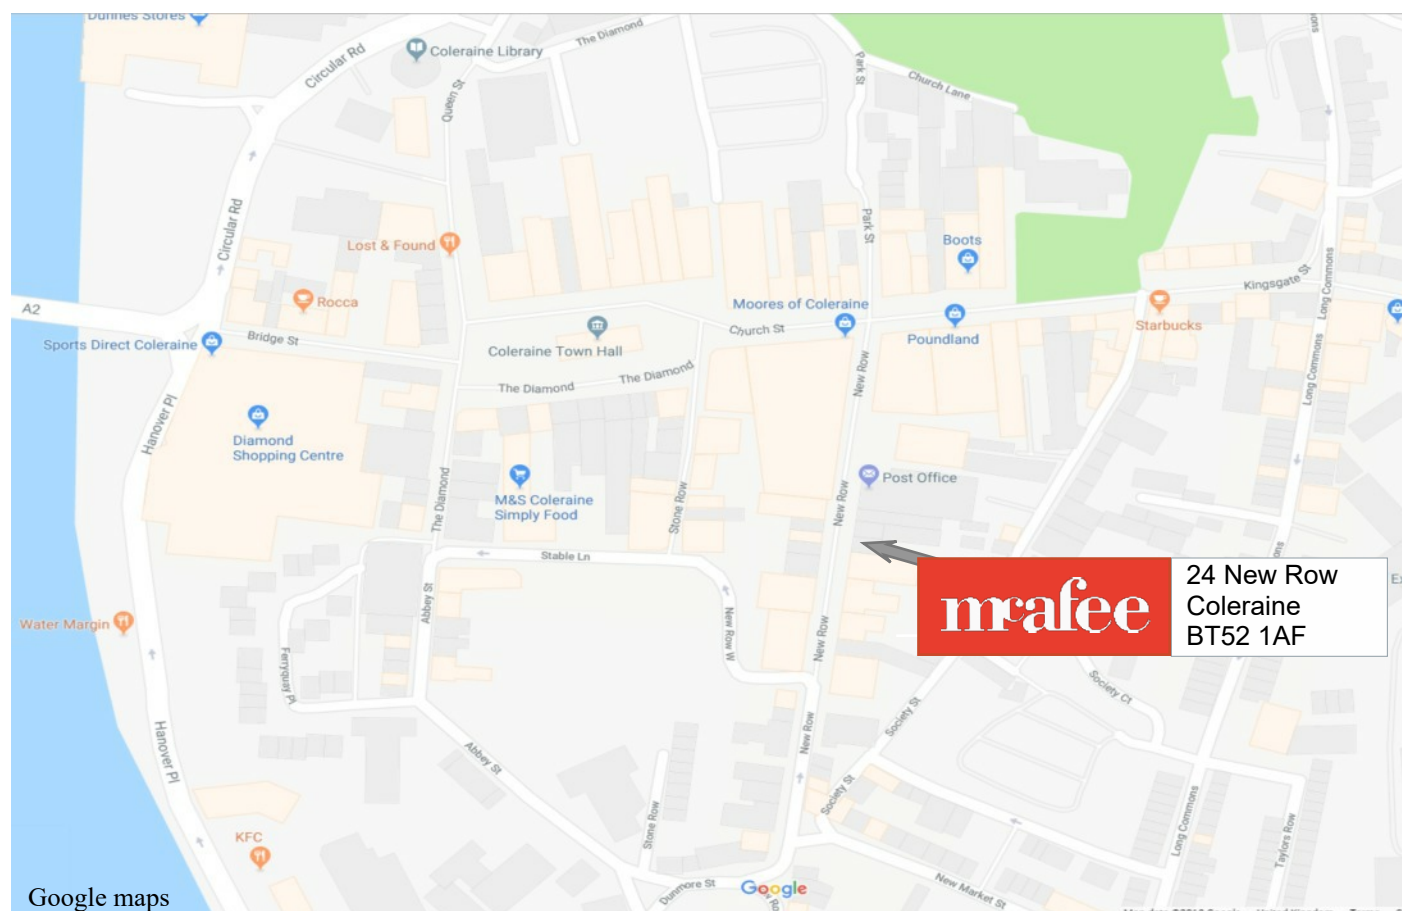 Dunnes Stores
Coleraine Library
The Diamond
Circular Rd
Queen St
Park St
Church Lane
Circular Rd
Lost & Found
Park St
Boots
Rocca
A2
Moores of Coleraine
Kingsgate St
Long Commons
Starbucks
Bridge St
Sports Direct Coleraine
Coleraine Town Hall
Church St
Poundland
The Diamond
The Diamond
New Row
Long Commons
Hanover Pl
Diamond
Shopping Centre
M&S Coleraine
Simply Food
The Diamond
Stone Row
New Row
Post Office
Stable Ln
mcafee
24 New Row
Coleraine
BT52 1AF
Water Margin
Abbey St
New Row W
New Row
Ferryquay Pl
Society Ct
Society St
Hanover Pl
Abbey St
New Row
Society St
Stone Row
Long Commons
Taylors Row
KFC
Dunmore St
Google
New Market St
Google maps